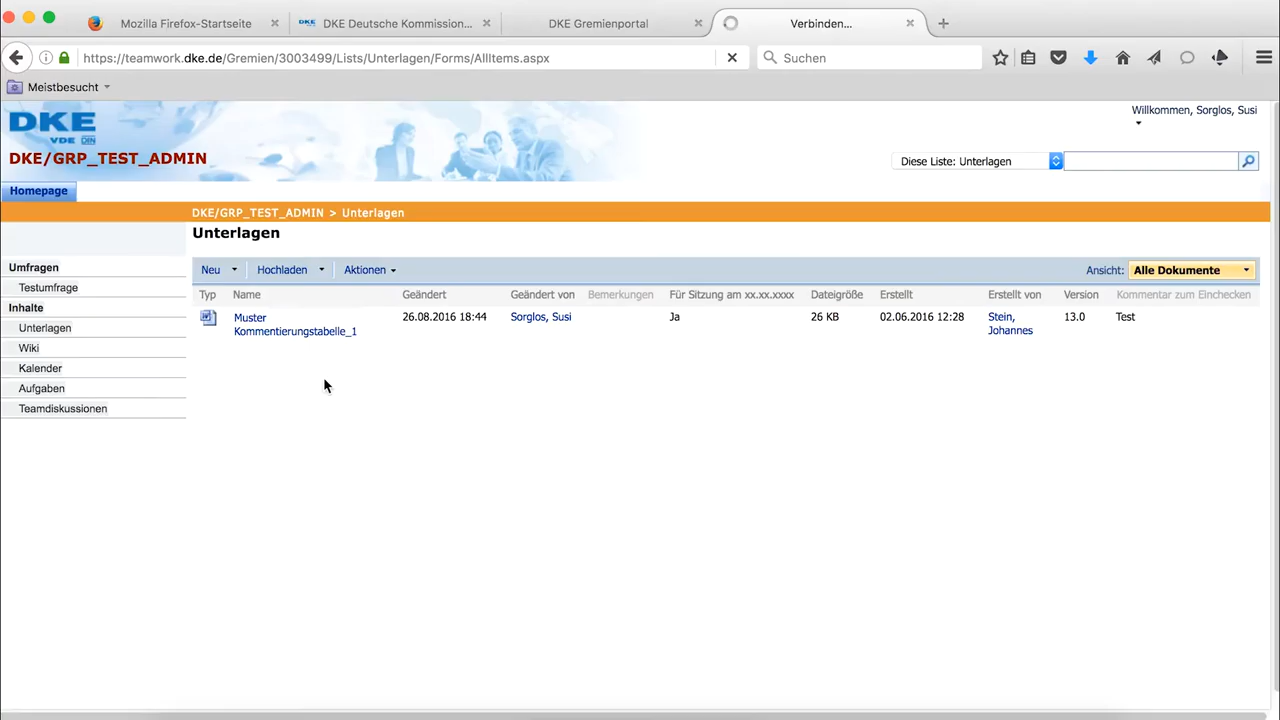 Mozilla Firefox-Startseite
DKE Deutsche Kommission...
DKE Gremienportal
Verbinden...
https://teamwork.dke.de/Gremien/3003499/Lists/Unterlagen/Forms/AllItems.aspx
Suchen
Meistbesucht
DKE
VDE DIN
DKE/GRP_TEST_ADMIN
Willkommen, Sorglos, Susi
Diese Liste: Unterlagen
Homepage
DKE/GRP_TEST_ADMIN > Unterlagen
Unterlagen
Umfragen
Testumfrage
Inhalte
Unterlagen
Wiki
Kalender
Aufgaben
Teamdiskussionen
Neu Hochladen Aktionen
Ansicht: Alle Dokumente
Typ Name Geändert Geändert von Bemerkungen Für Sitzung am xx.xx.xxxx Dateigröße Erstellt Erstellt von Version Kommentar zum Einchecken
Muster 26.08.2016 18:44 Sorglos, Susi Ja 26 KB 02.06.2016 12:28 Stein, 13.0 Test
Kommentierungstabelle_1 Johannes